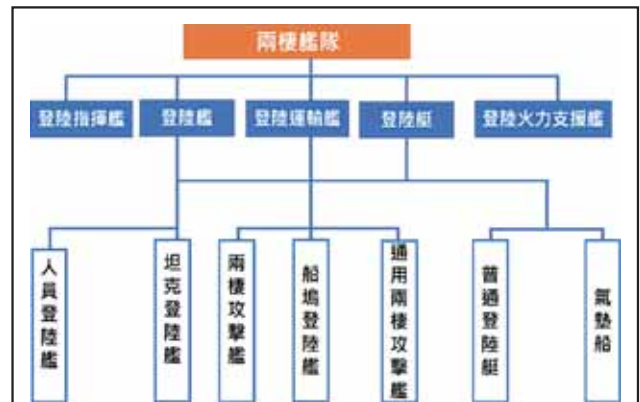 兩棲艦隊
登陸指揮艦
登陸艦
登陸運輸艦
登陸艇
登陸火力支援艦
人員登陸艦
坦克登陸艦
兩棲攻擊艦
船塢登陸艦
通用兩棲攻擊艦
普通登陸艇
氣墊船